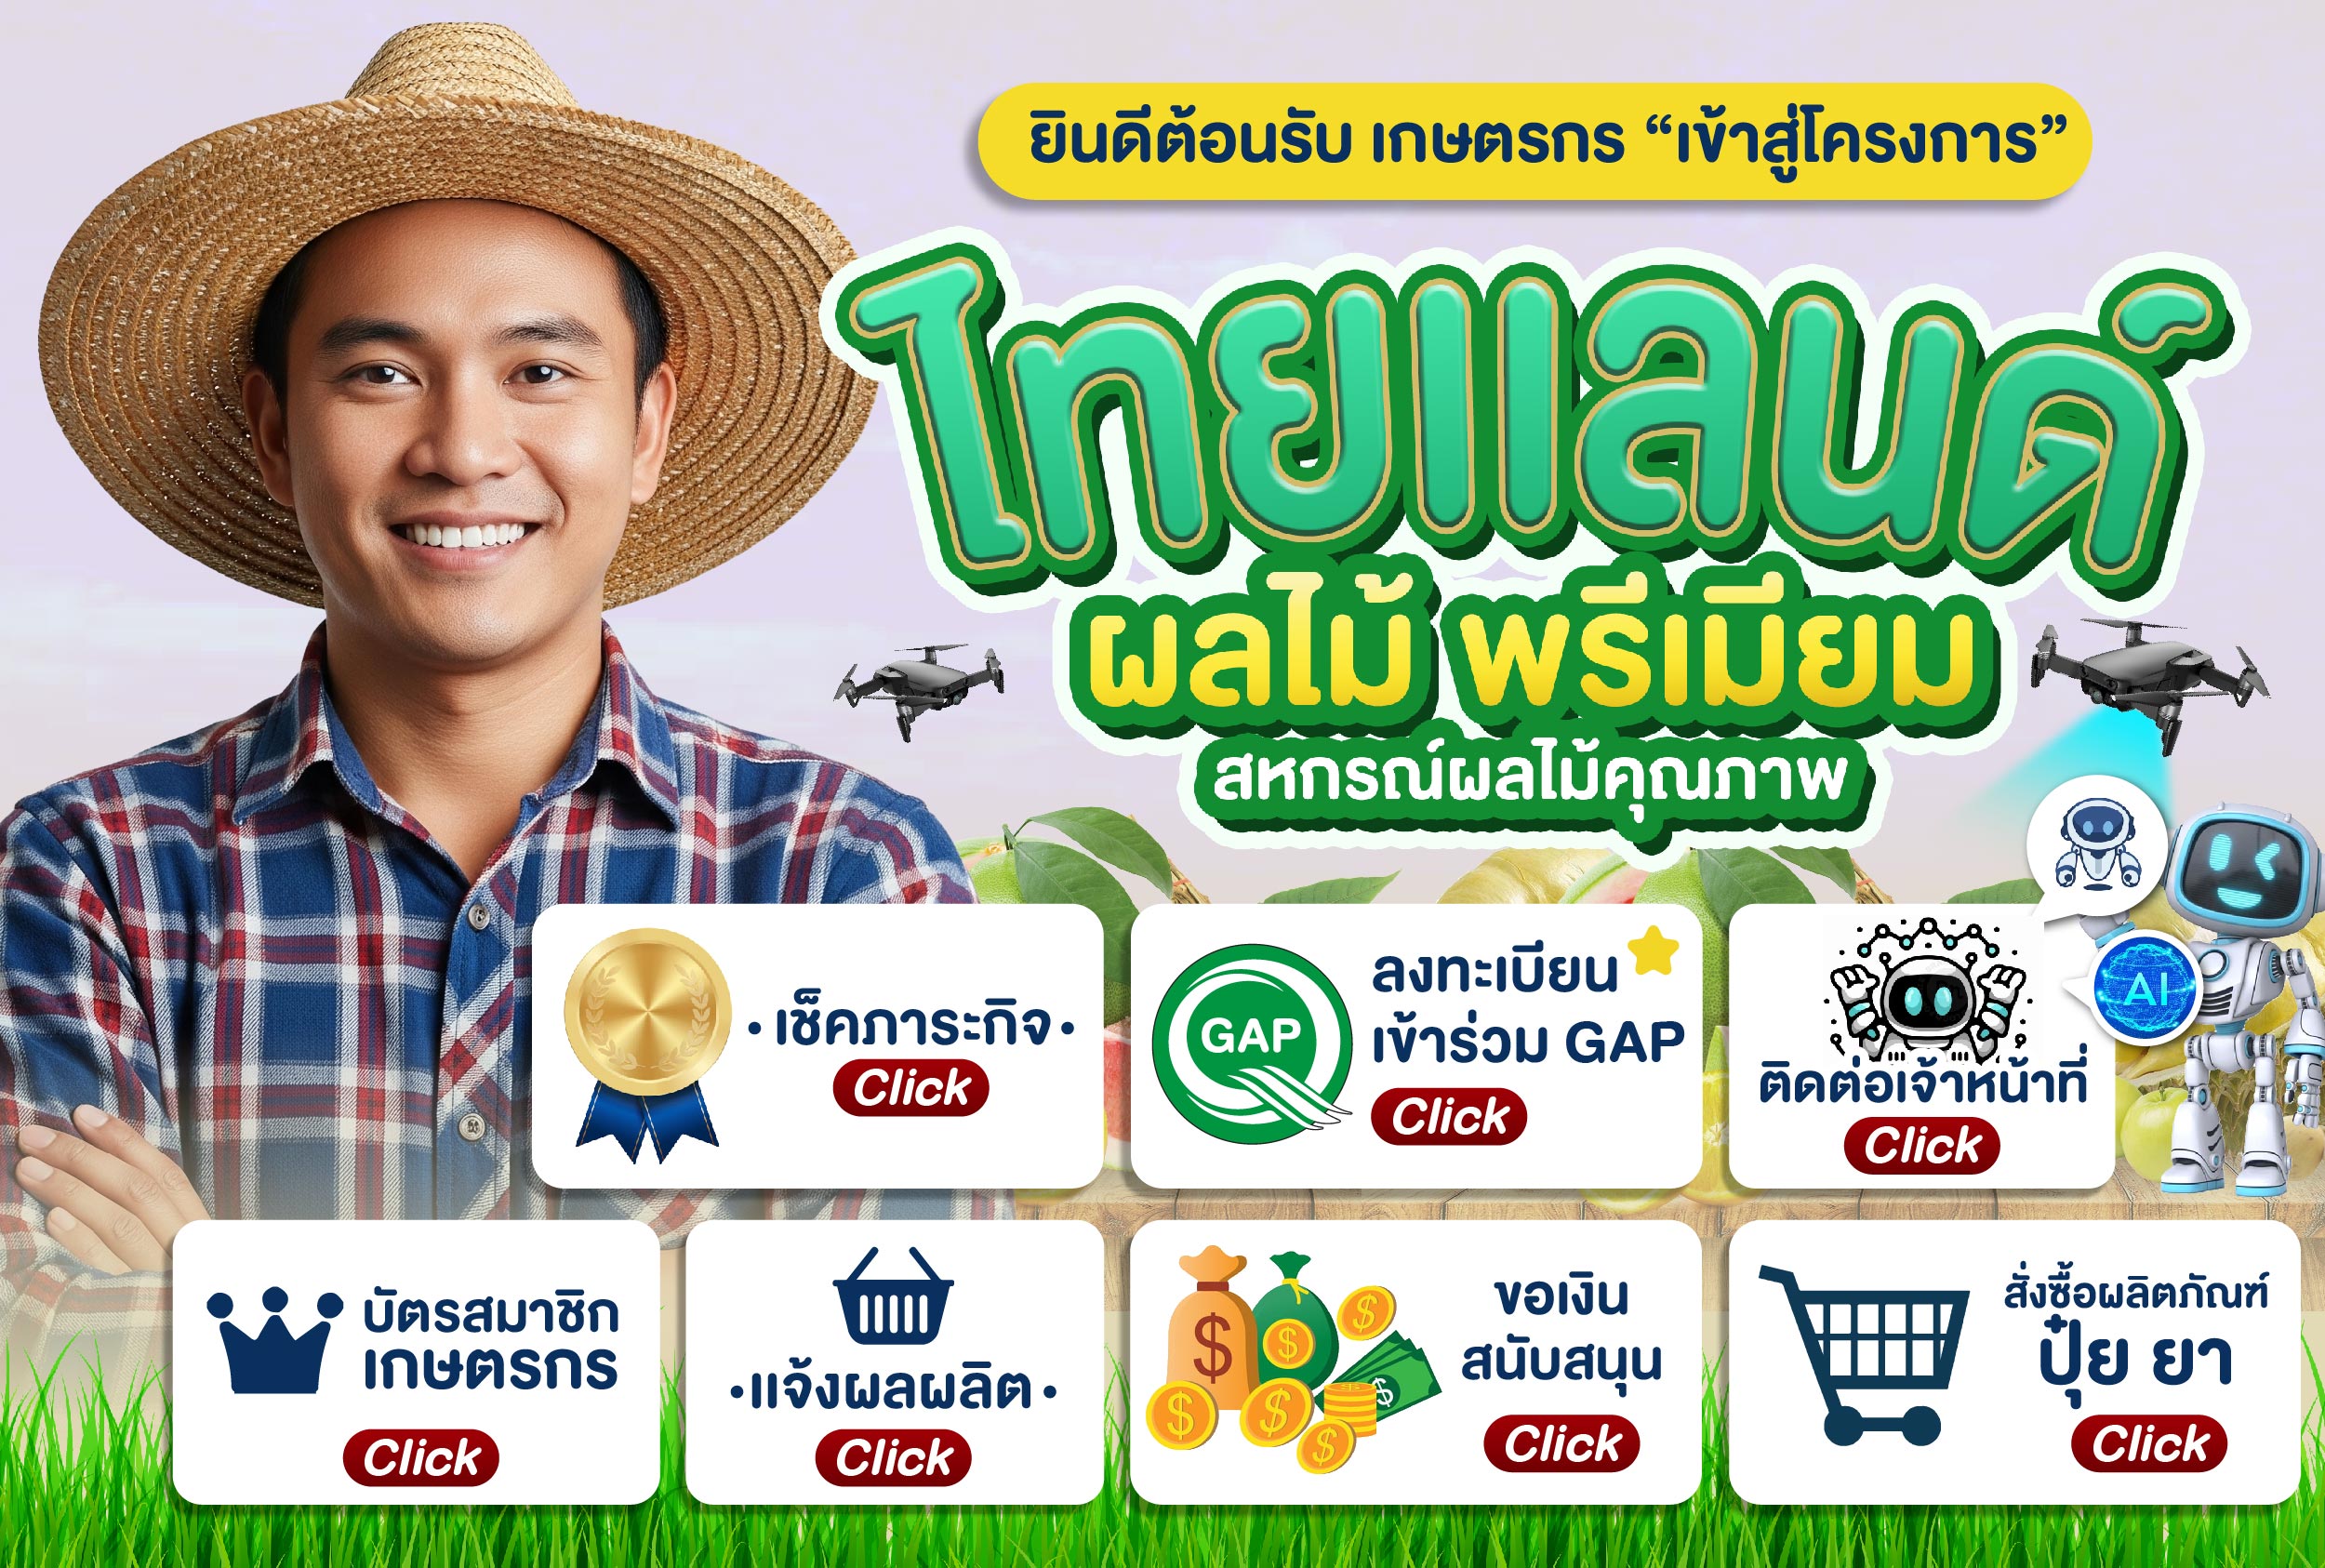 ยินดีต้อนรับ เกษตรกร “เข้าสู่โครงการ”
ไทยแลนด์
ผลไม้ พรีเมียม
สหกรณ์ผลไม้คุณภาพ
•เช็คภาระกิจ•
Click
GAP
ลงทะเบียน
เข้าร่วม GAP
Click
AI
ติดต่อเจ้าหน้าที่
Click
บัตรสมาชิก
เกษตรกร
Click
•แจ้งผลผลิต•
Click
$
$
$
$
$
$
$
ขอเงิน
สนับสนุน
Click
สั่งซื้อผลิตภัณฑ์
ปุ๋ย ยา
Click